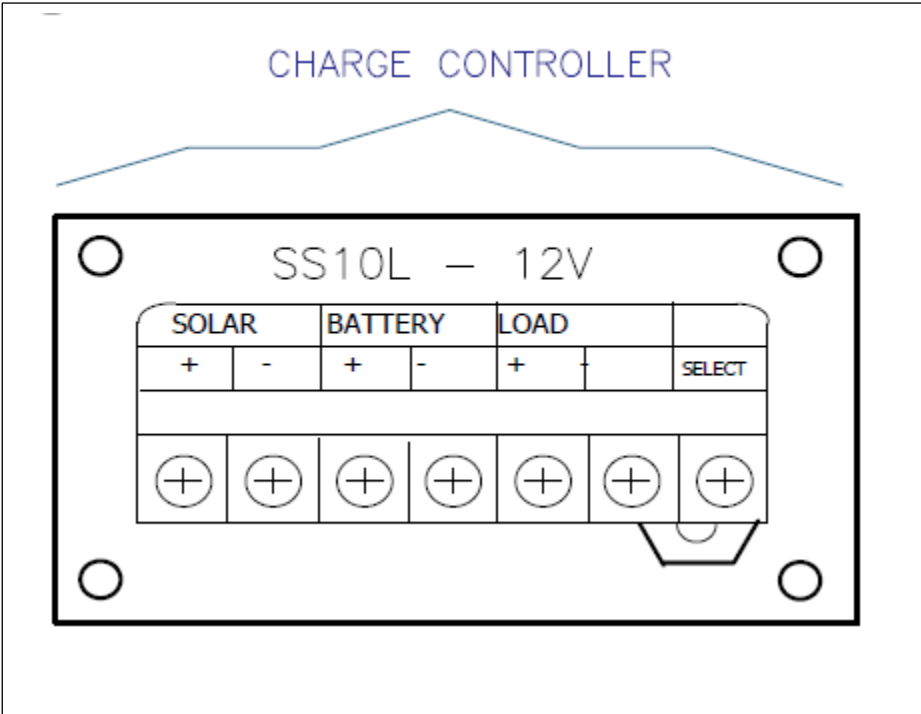 CHARGE CONTROLLER
SS10L - 12V
SOLAR BATTERY LOAD
+ - + - + - SELECT